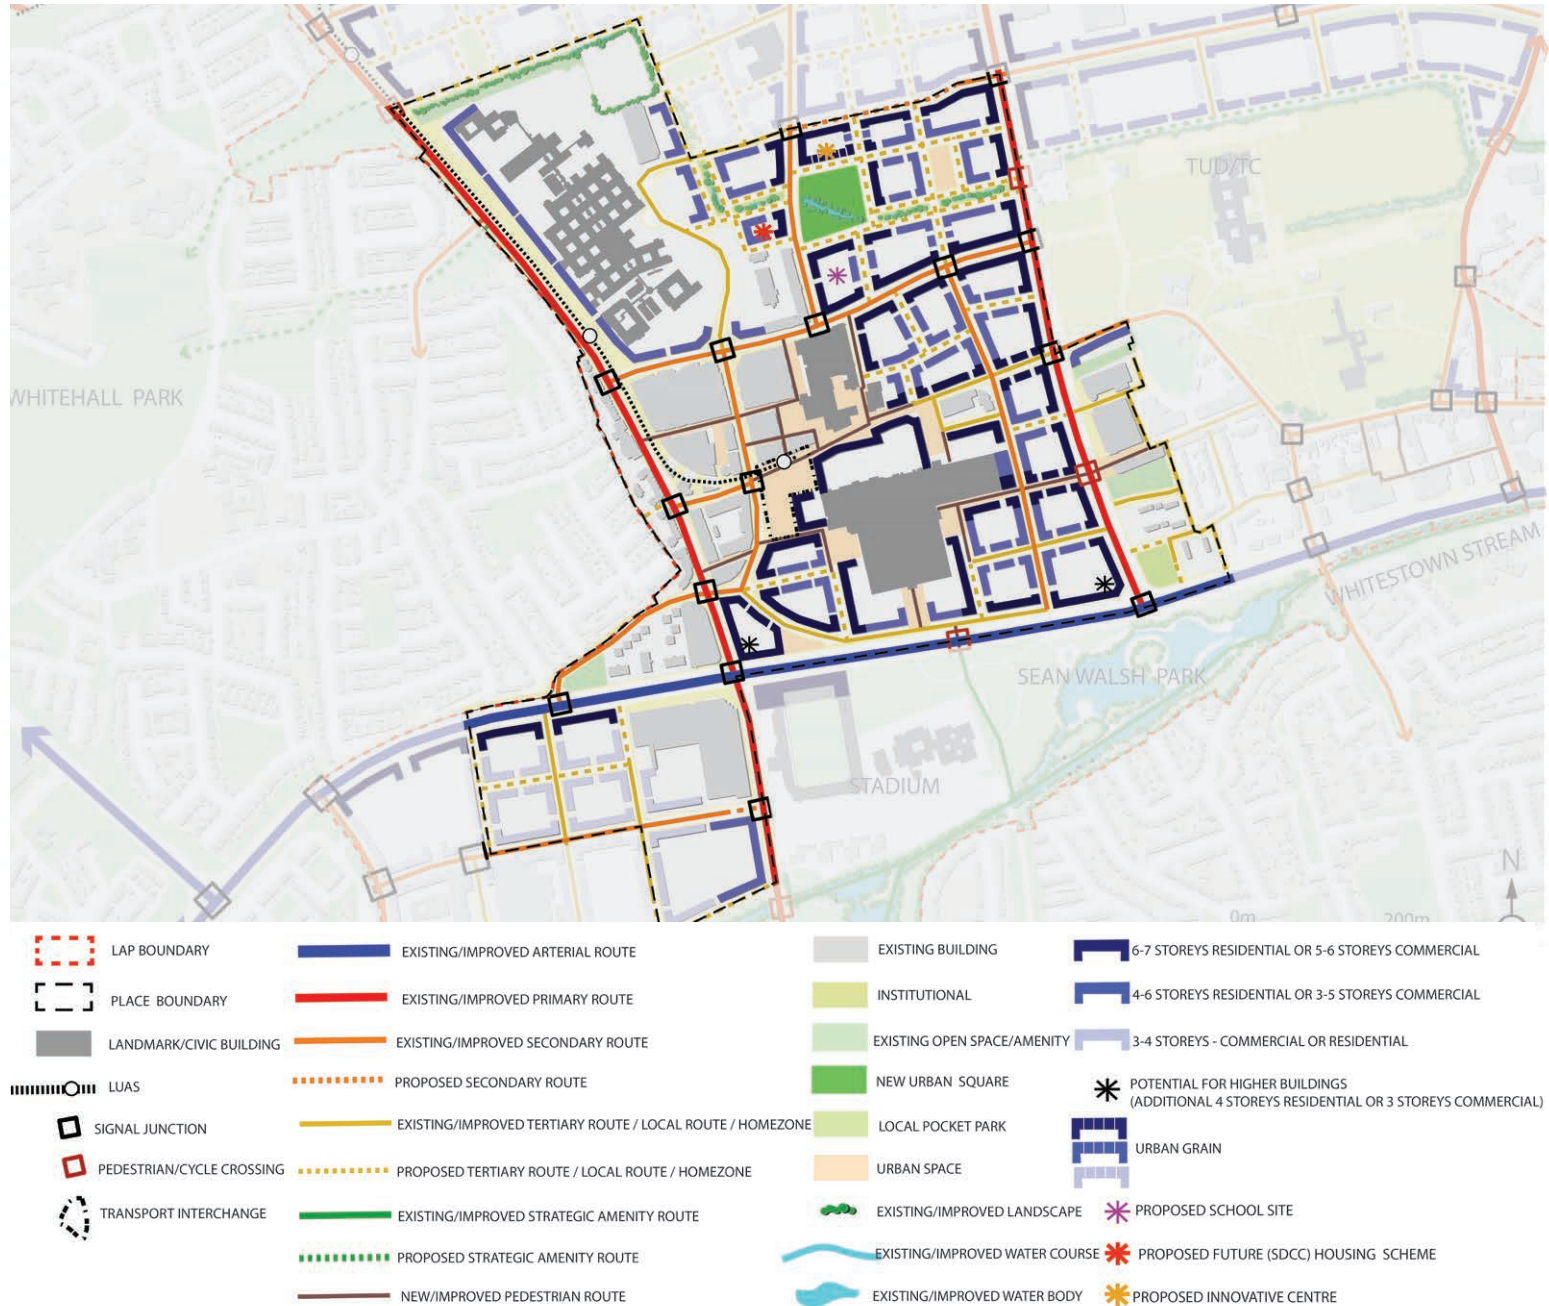 TUD/TC
WHITEHALL PARK
WHITESTOWN STREAM
SEAN WALSH PARK
STADIUM
N
0m
200m
LAP BOUNDARY
PLACE BOUNDARY
LANDMARK/CIVIC BUILDING
LUAS
SIGNAL JUNCTION
PEDESTRIAN/CYCLE CROSSING
TRANSPORT INTERCHANGE
EXISTING/IMPROVED ARTERIAL ROUTE
EXISTING/IMPROVED PRIMARY ROUTE
EXISTING/IMPROVED SECONDARY ROUTE
PROPOSED SECONDARY ROUTE
EXISTING/IMPROVED TERTIARY ROUTE / LOCAL ROUTE / HOMEZONE
PROPOSED TERTIARY ROUTE / LOCAL ROUTE / HOMEZONE
EXISTING/IMPROVED STRATEGIC AMENITY ROUTE
PROPOSED STRATEGIC AMENITY ROUTE
NEW/IMPROVED PEDESTRIAN ROUTE
EXISTING BUILDING
INSTITUTIONAL
EXISTING OPEN SPACE/AMENITY
NEW URBAN SQUARE
LOCAL POCKET PARK
URBAN SPACE
EXISTING/IMPROVED LANDSCAPE
EXISTING/IMPROVED WATER COURSE
EXISTING/IMPROVED WATER BODY
6-7 STOREYS RESIDENTIAL OR 5-6 STOREYS COMMERCIAL
4-6 STOREYS RESIDENTIAL OR 3-5 STOREYS COMMERCIAL
3-4 STOREYS - COMMERCIAL OR RESIDENTIAL
POTENTIAL FOR HIGHER BUILDINGS
(ADDITIONAL 4 STOREYS RESIDENTIAL OR 3 STOREYS COMMERCIAL)
URBAN GRAIN
PROPOSED SCHOOL SITE
PROPOSED FUTURE (SDCC) HOUSING SCHEME
PROPOSED INNOVATIVE CENTRE